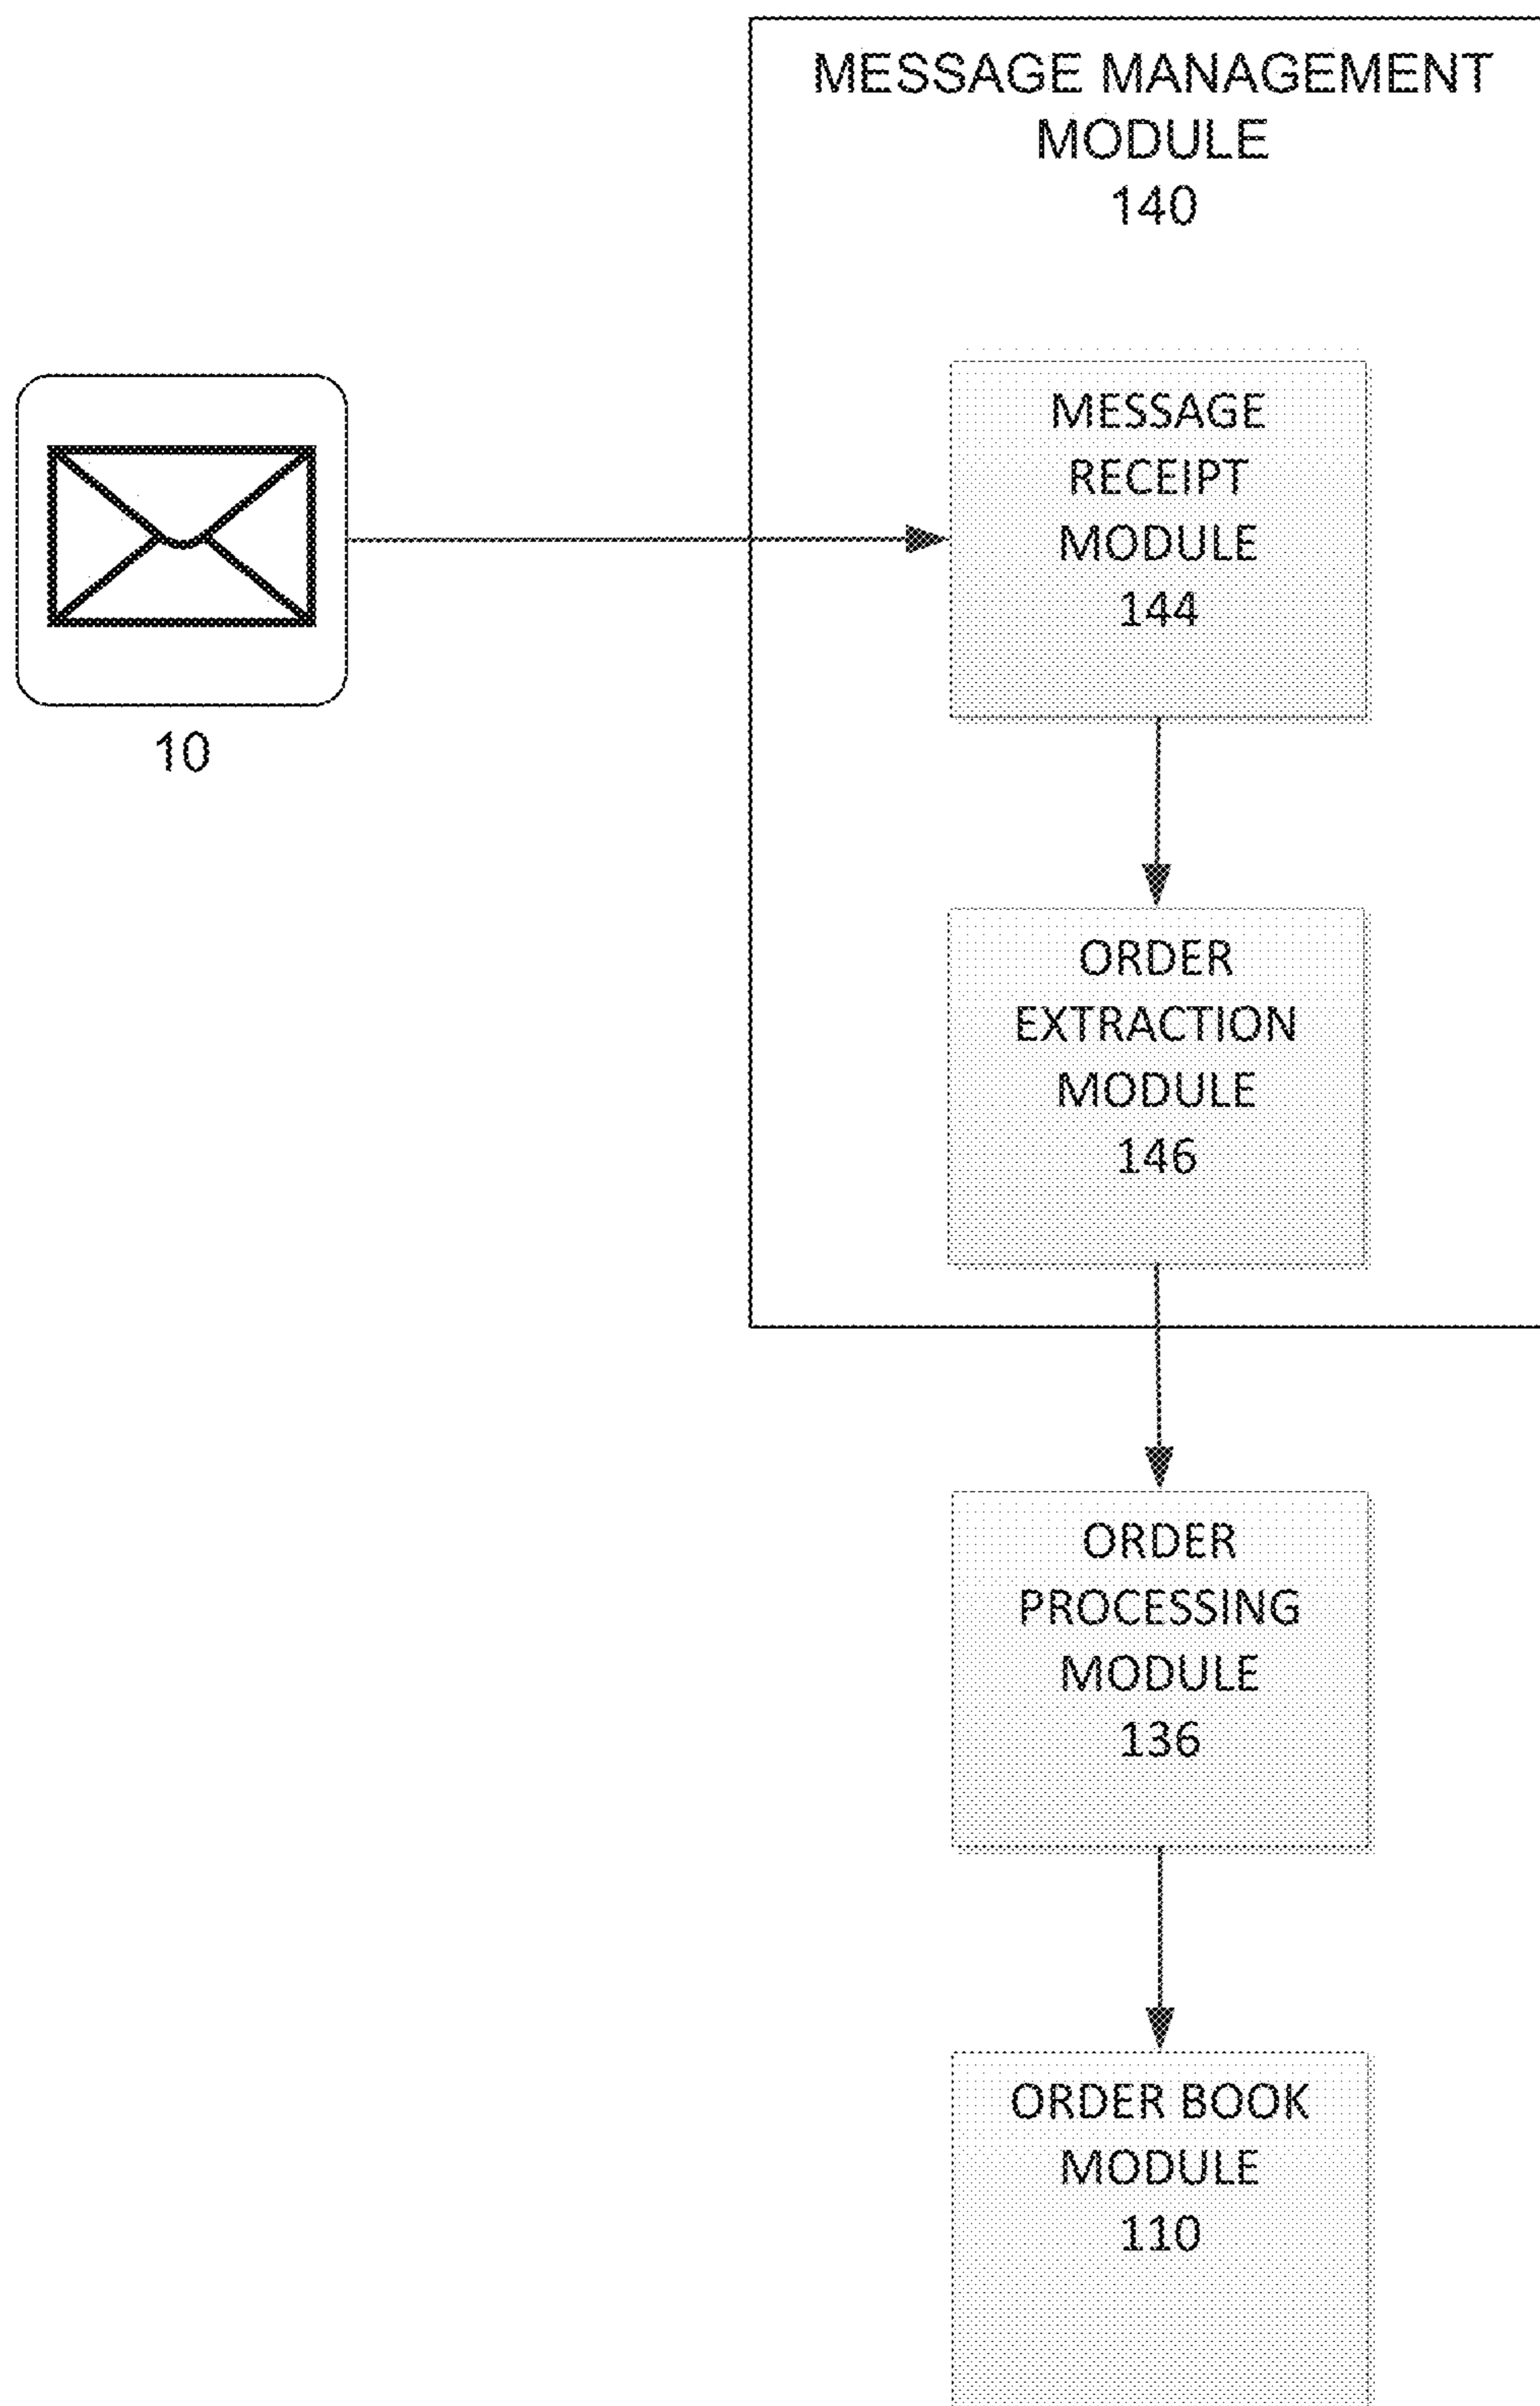 MESSAGE MANAGEMENT
MODULE
140
MESSAGE
RECEIPT
MODULE
144
10
ORDER
EXTRACTION
MODULE
146
ORDER
PROCESSING
MODULE
136
ORDER BOOK
MODULE
110